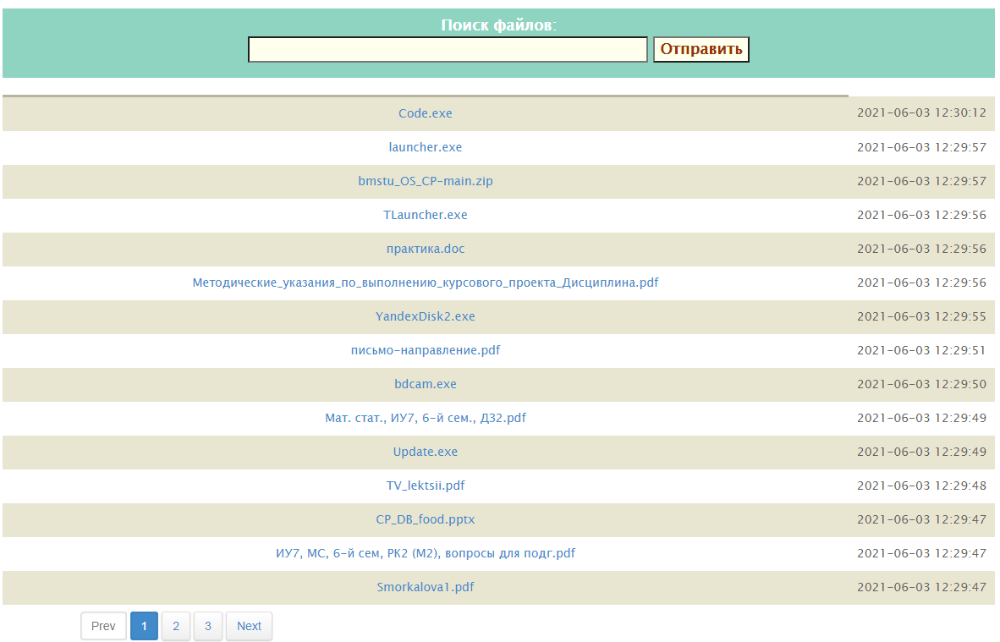 Поиск файлов:
Отправить
Code.exe 2021-06-03 12:30:12
launcher.exe 2021-06-03 12:29:57
bmstu_OS_CP-main.zip 2021-06-03 12:29:57
TLauncher.exe 2021-06-03 12:29:56
практика.doc 2021-06-03 12:29:56
Методические_указания_по_выполнению_курсового_проекта_Дисциплина.pdf 2021-06-03 12:29:56
YandexDisk2.exe 2021-06-03 12:29:55
письмо-направление.pdf 2021-06-03 12:29:51
bdcam.exe 2021-06-03 12:29:50
Мат. стат., ИУ7, 6-й сем., ДЗ2.pdf 2021-06-03 12:29:49
Update.exe 2021-06-03 12:29:49
TV_lektsii.pdf 2021-06-03 12:29:48
CP_DB_food.pptx 2021-06-03 12:29:47
ИУ7, МС, 6-й сем, РК2 (М2), вопросы для подг.pdf 2021-06-03 12:29:47
Smorkalova1.pdf 2021-06-03 12:29:47
Prev 1 2 3 Next